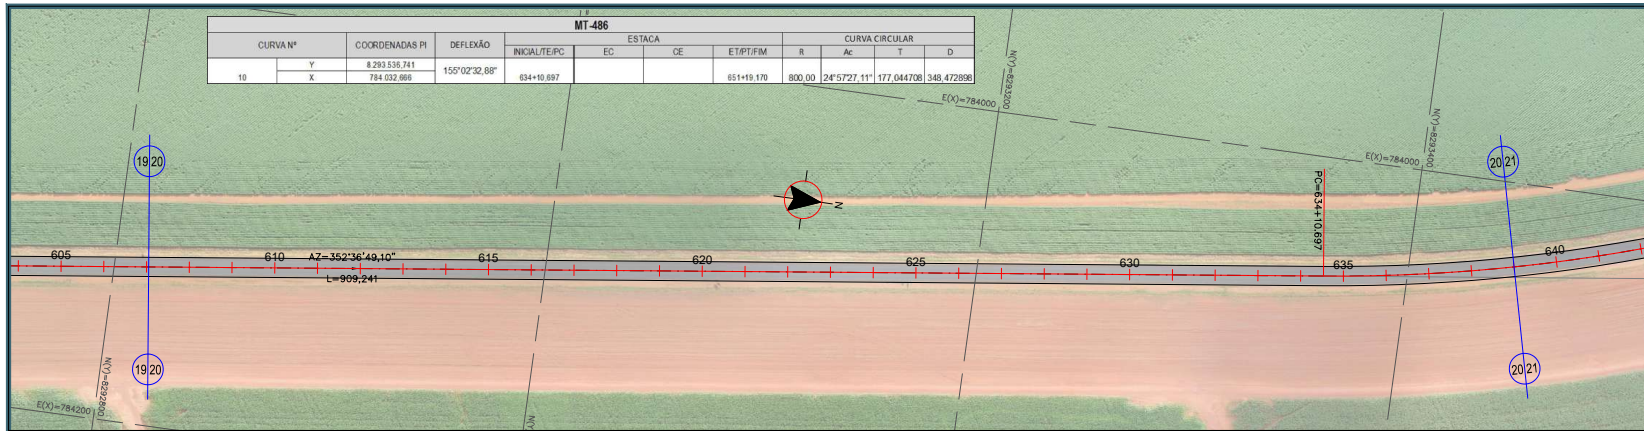 MT-486
CURVA Nº COORDENADAS PI DEFLEXÃO ESTACA CURVA CIRCULAR
INICIAL/TE/PC EC CE ET/PT/FIM R Ac T D
10 Y 8.293.536,741 155°02'32,88" 634+10,697 651+19,170 800,00 24°57'27,11" 177,044708 348,472898
X 784.032,666
N(Y)=8293200
E(X)=784000
N(Y)=8293400
E(X)=784000
19 20
20 21
PC=634+10,697
N
605 610 615 620 625 630 635 640
AZ=352°36'49,10"
L=909,241
19 20
20 21
N(Y)=8292800
E(X)=784200
N(Y)